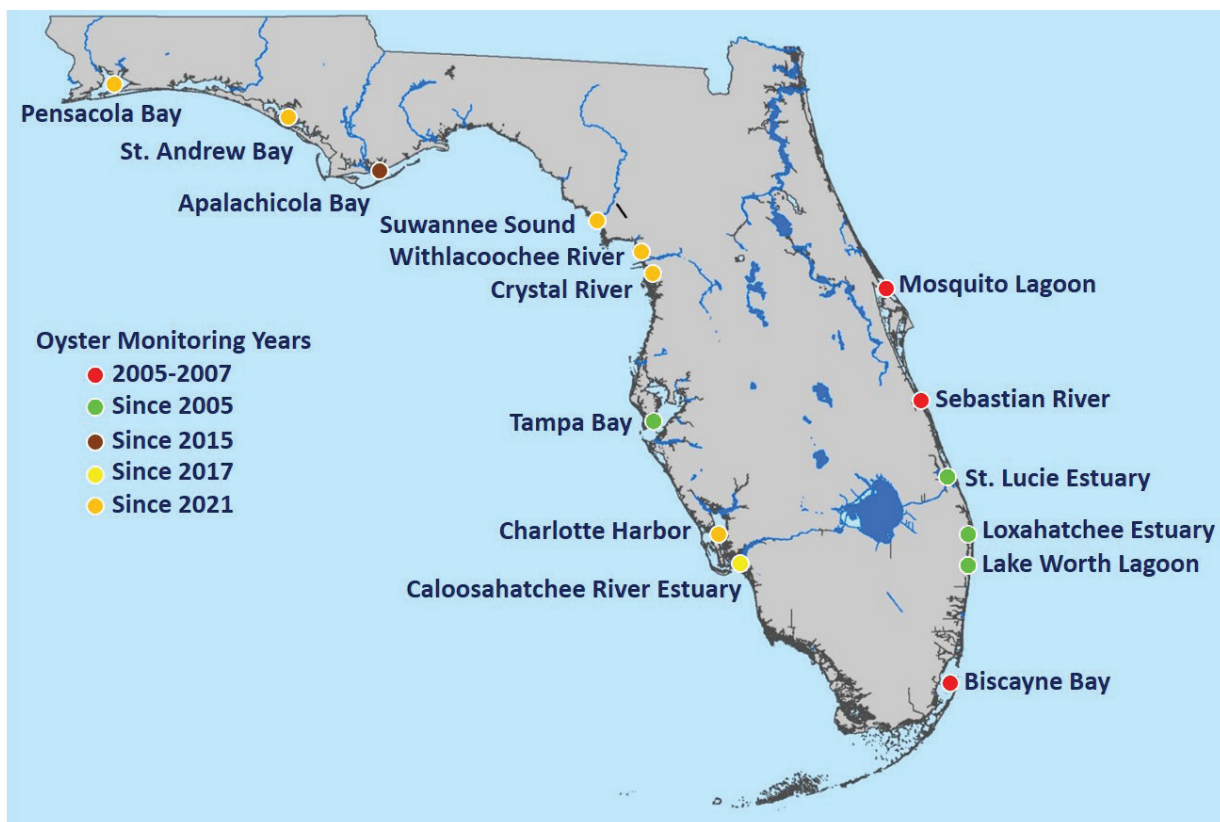 Pensacola Bay
St. Andrew Bay
Apalachicola Bay
Suwannee Sound
Withlacoochee River
Crystal River
Mosquito Lagoon
Oyster Monitoring Years
2005-2007
Since 2005
Since 2015
Since 2017
Since 2021
Sebastian River
Tampa Bay
St. Lucie Estuary
Charlotte Harbor
Loxahatchee Estuary
Lake Worth Lagoon
Caloosahatchee River Estuary
Biscayne Bay